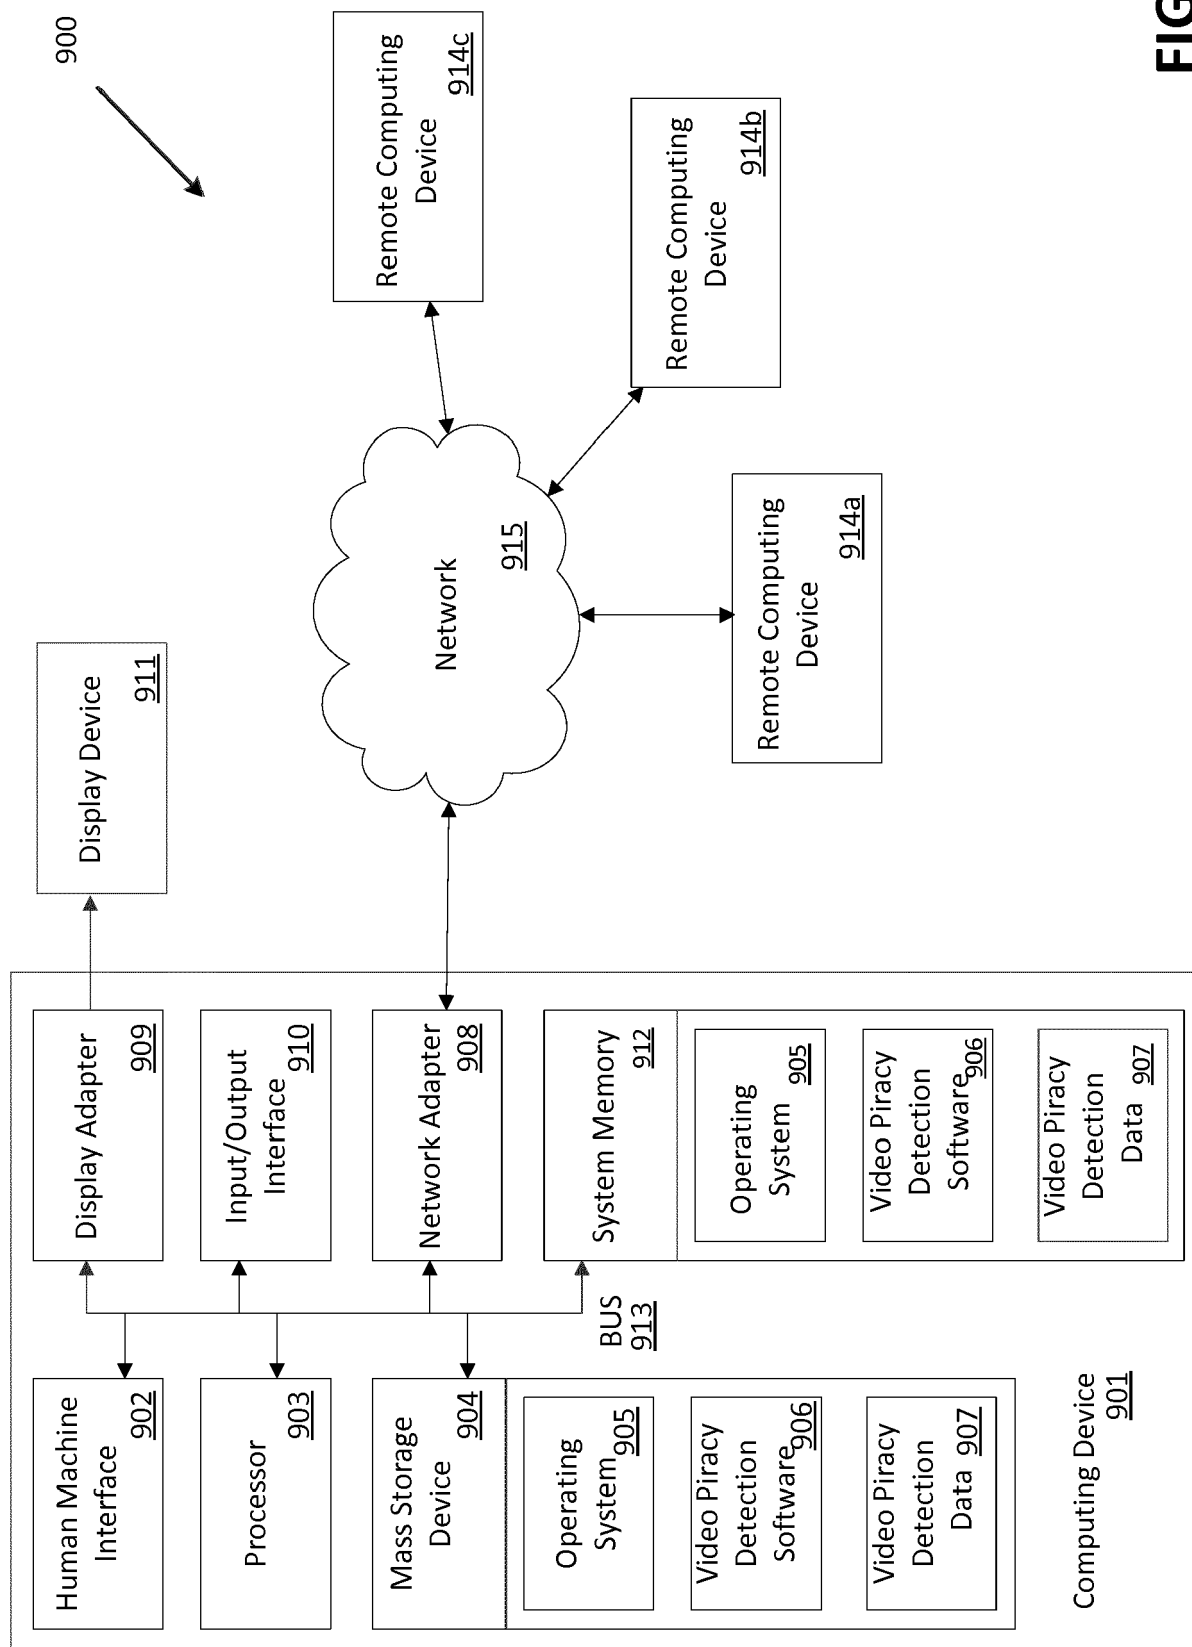 900
Human Machine
Interface
902
Processor
903
Mass Storage
Device
904
Operating
System
905
Video Piracy
Detection
Software
906
Video Piracy
Detection
Data
907
Computing Device
901
BUS
913
Display Adapter
909
Input/Output
Interface
910
Network Adapter
908
System Memory
912
Operating
System
905
Video Piracy
Detection
Software
906
Video Piracy
Detection
Data
907
Display Device
911
Network
915
Remote Computing
Device
914a
Remote Computing
Device
914b
Remote Computing
Device
914c
FIG